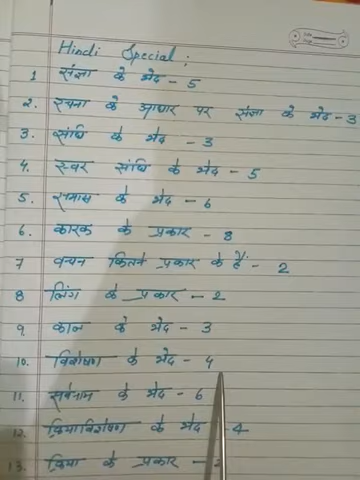 Hindi Special :
1 संज्ञा के भेद - 5
2. रचना के आधार पर संज्ञा के भेद - 3
3. संधि के भेद - 3
4. स्वर संधि के भेद - 5
5. समास के भेद - 6
6. कारक के प्रकार - 8
7 वचन कितने प्रकार के हैं - 2
8 लिंग के प्रकार - 2
9. काल के भेद - 3
10. विशेषण के भेद - 4
11. सर्वनाम के भेद - 6
12. क्रियाविशेषण के भेद - 4
13. क्रिया के प्रकार -